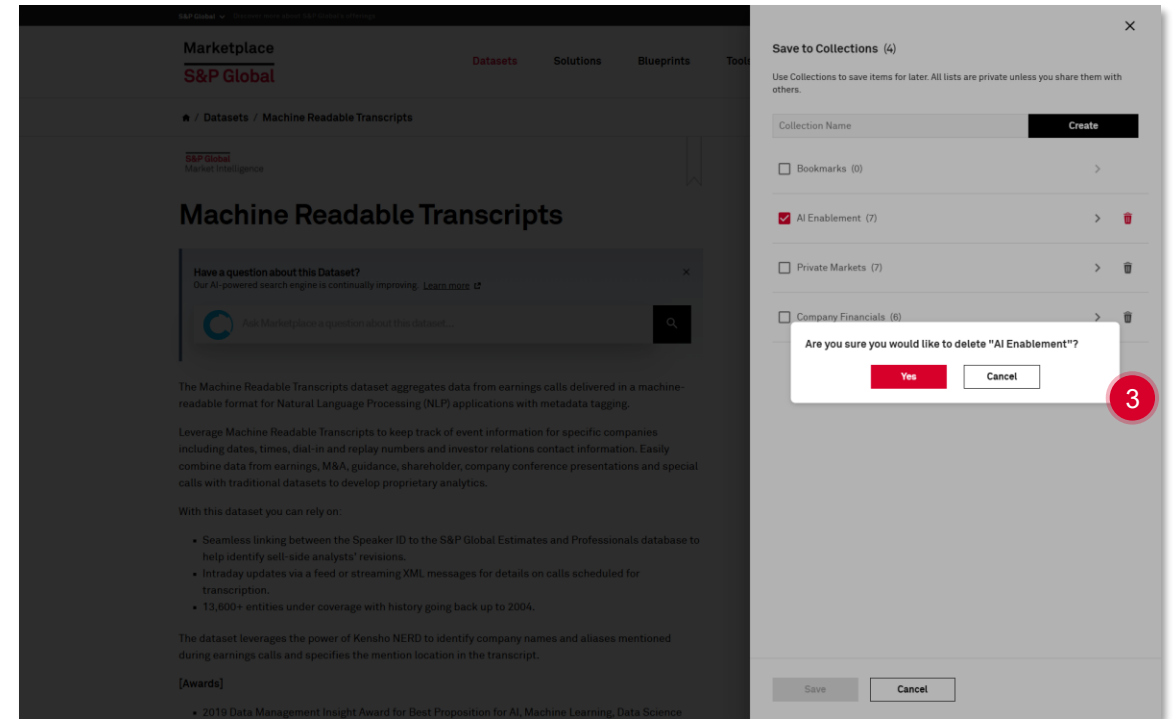 S&P Global Discover more about S&P Global's offerings
Marketplace
S&P Global
Datasets Solutions Blueprints Tools
/ Datasets / Machine Readable Transcripts
S&P Global
Market Intelligence
Machine Readable Transcripts
Have a question about this Dataset?
Our AI-powered search engine is continually improving. Learn more
Ask Marketplace a question about this dataset...
The Machine Readable Transcripts dataset aggregates data from earnings calls delivered in a machine-
readable format for Natural Language Processing (NLP) applications with metadata tagging.
Leverage Machine Readable Transcripts to keep track of event information for specific companies
including dates, times, dial-in and replay numbers and investor relations contact information. Easily
combine data from earnings, M&A, guidance, shareholder, company conference presentations and special
calls with traditional datasets to develop proprietary analytics.
With this dataset you can rely on:
• Seamless linking between the Speaker ID to the S&P Global Estimates and Professionals database to
help identify sell-side analysts' revisions.
• Intraday updates via a feed or streaming XML messages for details on calls scheduled for
transcription.
• 13,600+ entities under coverage with history going back up to 2004.
The dataset leverages the power of Kensho NERD to identify company names and aliases mentioned
during earnings calls and specifies the mention location in the transcript.
[Awards]
• 2019 Data Management Insight Award for Best Proposition for AI, Machine Learning, Data Science
Save to Collections (4)
Use Collections to save items for later. All lists are private unless you share them with
others.
Collection Name Create
Bookmarks (0)
AI Enablement (7)
Private Markets (7)
Company Financials (6)
Are you sure you would like to delete "AI Enablement"?
Yes Cancel
3
Save Cancel